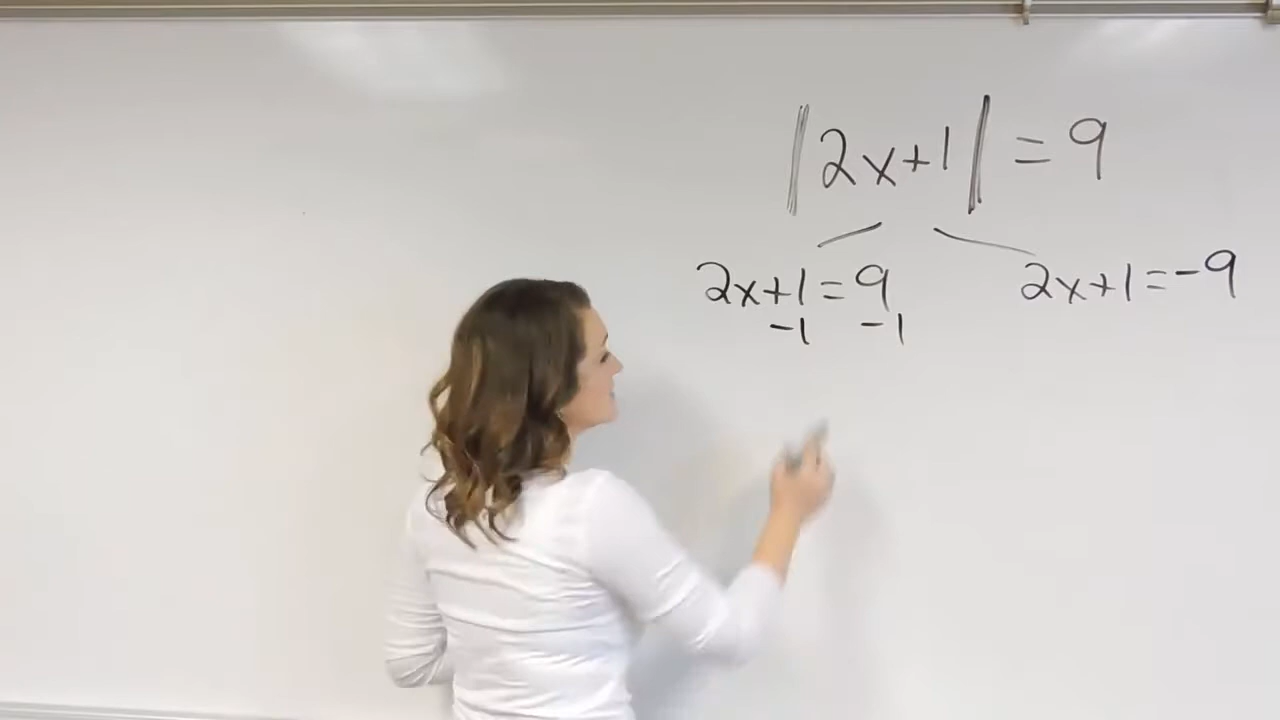 |2x+1| = 9
2x+1=9 2x+1=-9
-1 -1